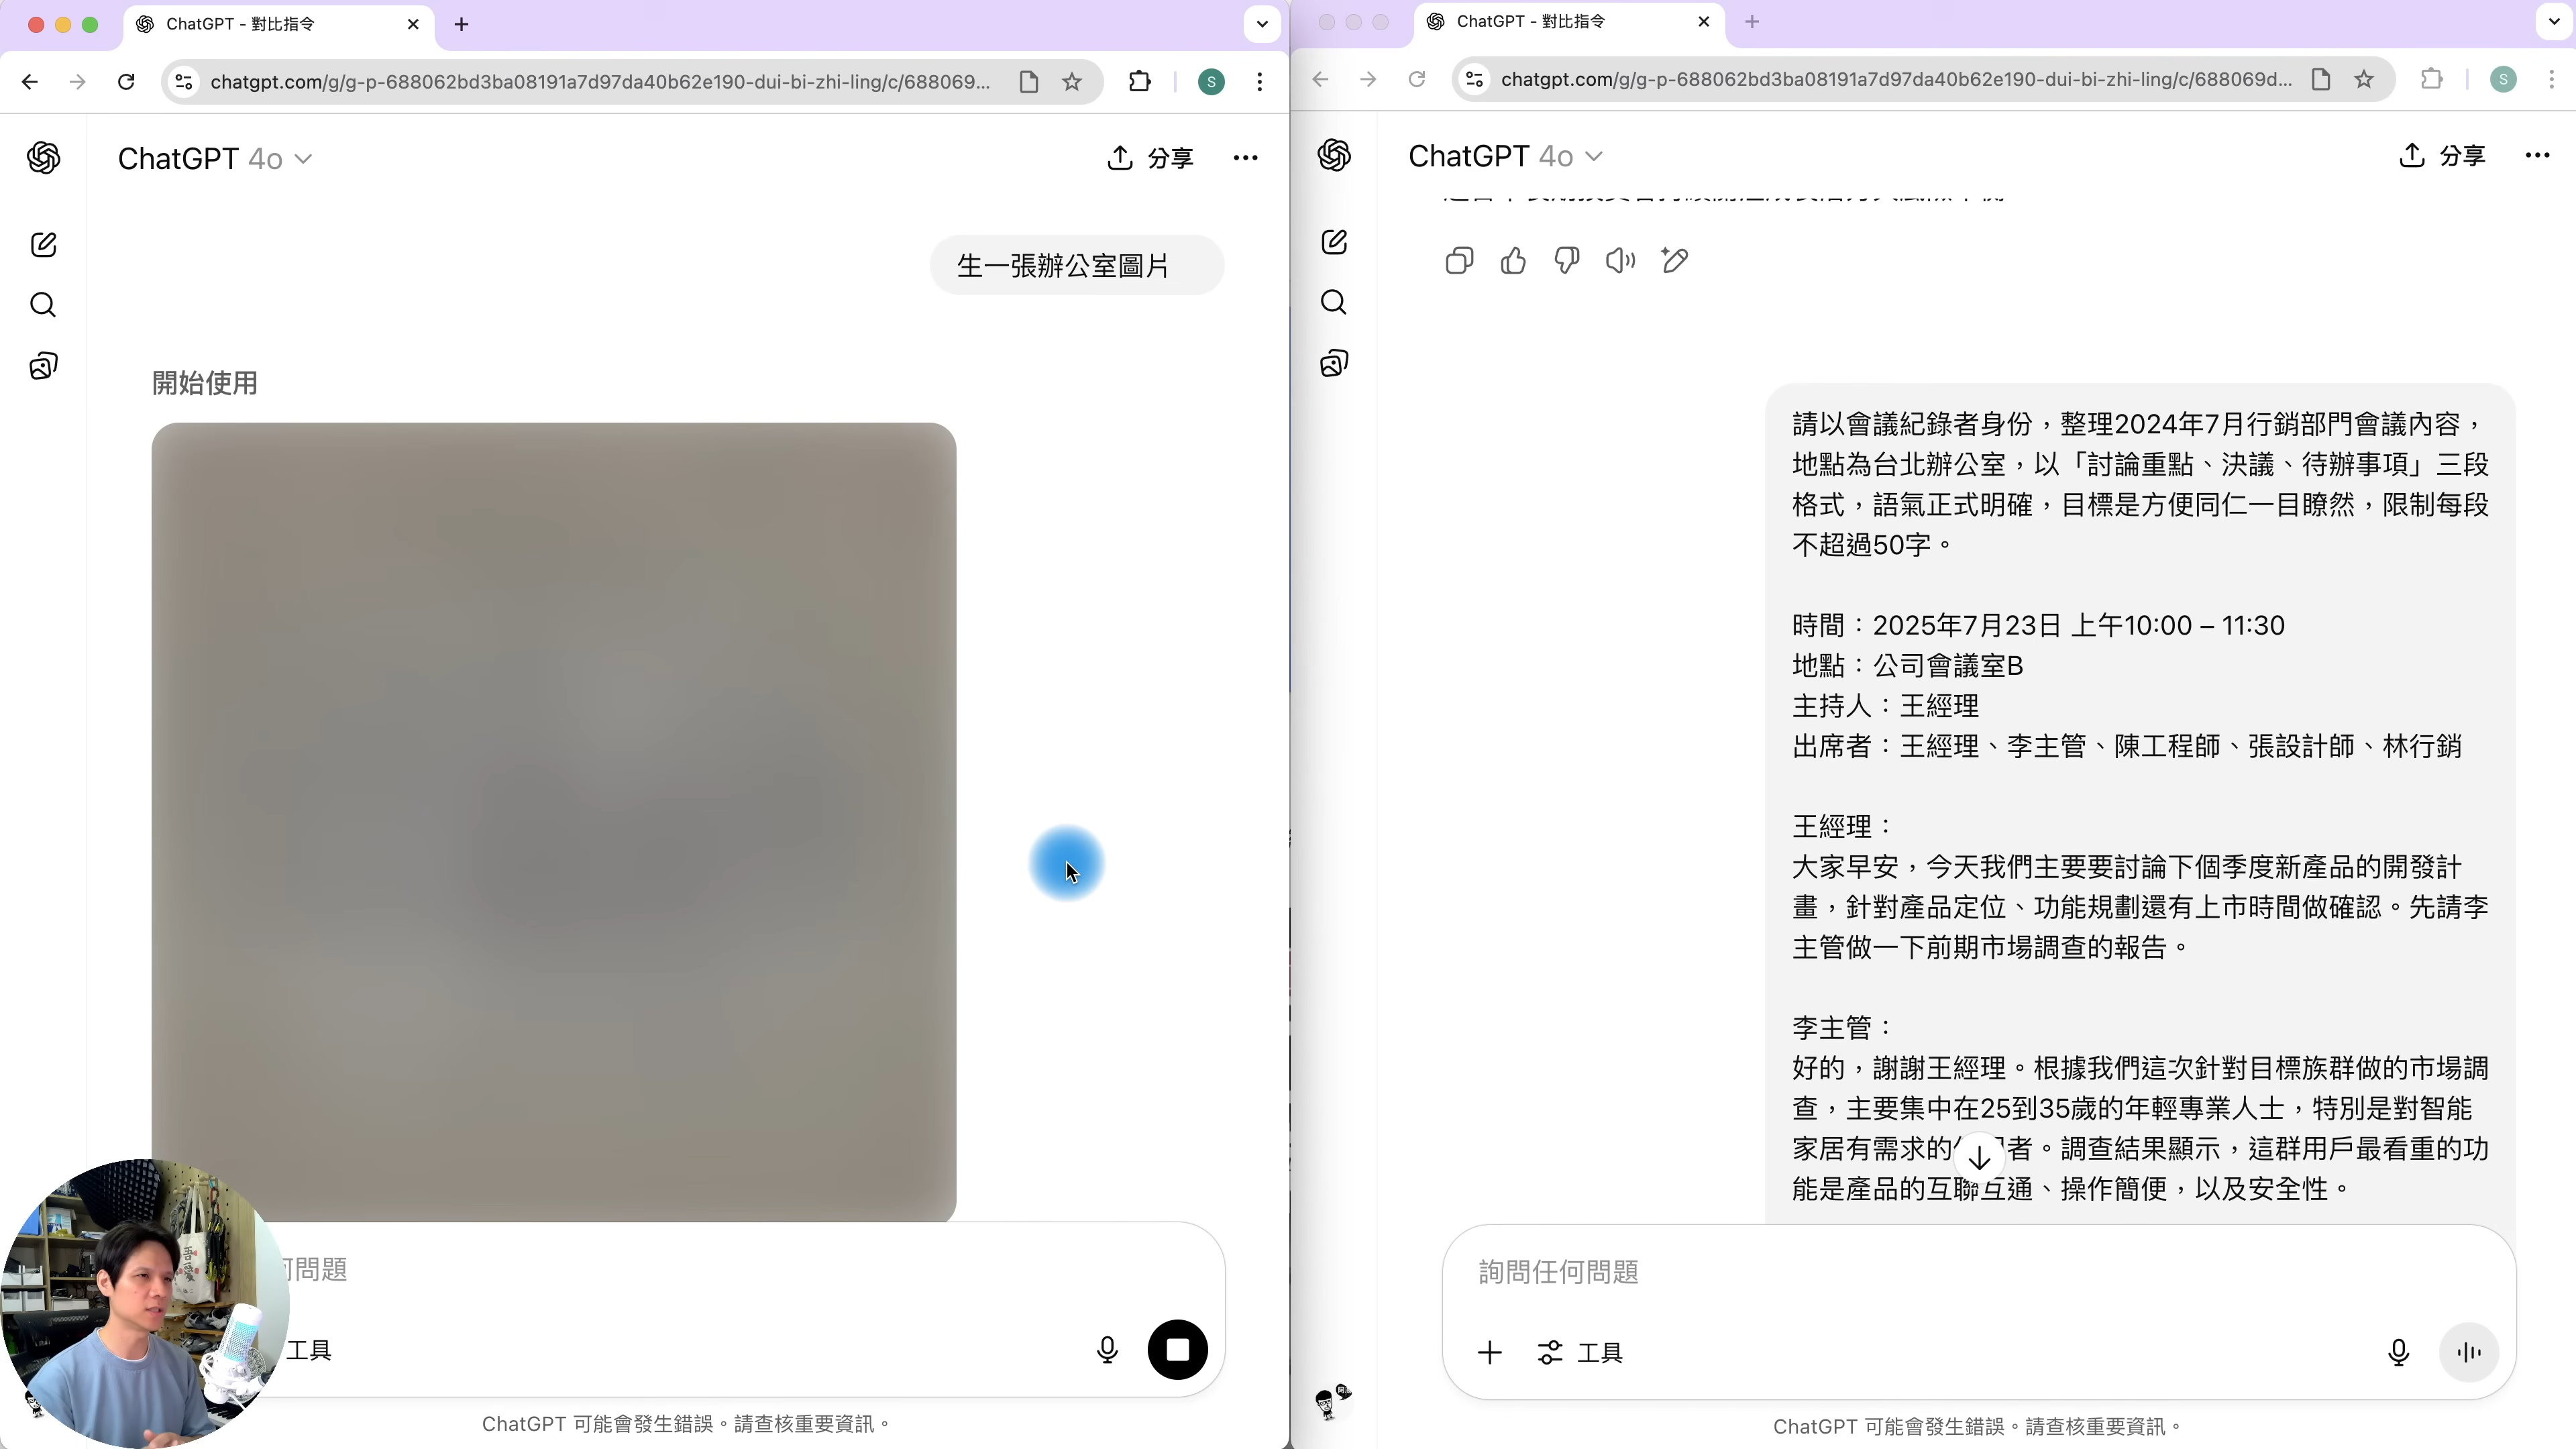 ChatGPT - 對比指令
chatgpt.com/g/g-p-688062bd3ba08191a7d97da40b62e190-dui-bi-zhi-ling/c/688069...
S
ChatGPT 4o
分享
生一張辦公室圖片
開始使用
問題
工具
ChatGPT 可能會發生錯誤。請查核重要資訊。
ChatGPT - 對比指令
chatgpt.com/g/g-p-688062bd3ba08191a7d97da40b62e190-dui-bi-zhi-ling/c/688069d...
S
ChatGPT 4o
分享
請以會議紀錄者身份，整理2024年7月行銷部門會議內容，
地點為台北辦公室，以「討論重點、決議、待辦事項」三段
格式，語氣正式明確，目標是方便同仁一目瞭然，限制每段
不超過50字。
時間：2025年7月23日 上午10:00 – 11:30
地點：公司會議室B
主持人：王經理
出席者：王經理、李主管、陳工程師、張設計師、林行銷
王經理：
大家早安，今天我們主要要討論下個季度新產品的開發計
畫，針對產品定位、功能規劃還有上市時間做確認。先請李
主管做一下前期市場調查的報告。
李主管：
好的，謝謝王經理。根據我們這次針對目標族群做的市場調
查，主要集中在25到35歲的年輕專業人士，特別是對智能
家居有需求的 者。調查結果顯示，這群用戶最看重的功
能是產品的互聯互通、操作簡便，以及安全性。
詢問任何問題
工具
ChatGPT 可能會發生錯誤。請查核重要資訊。